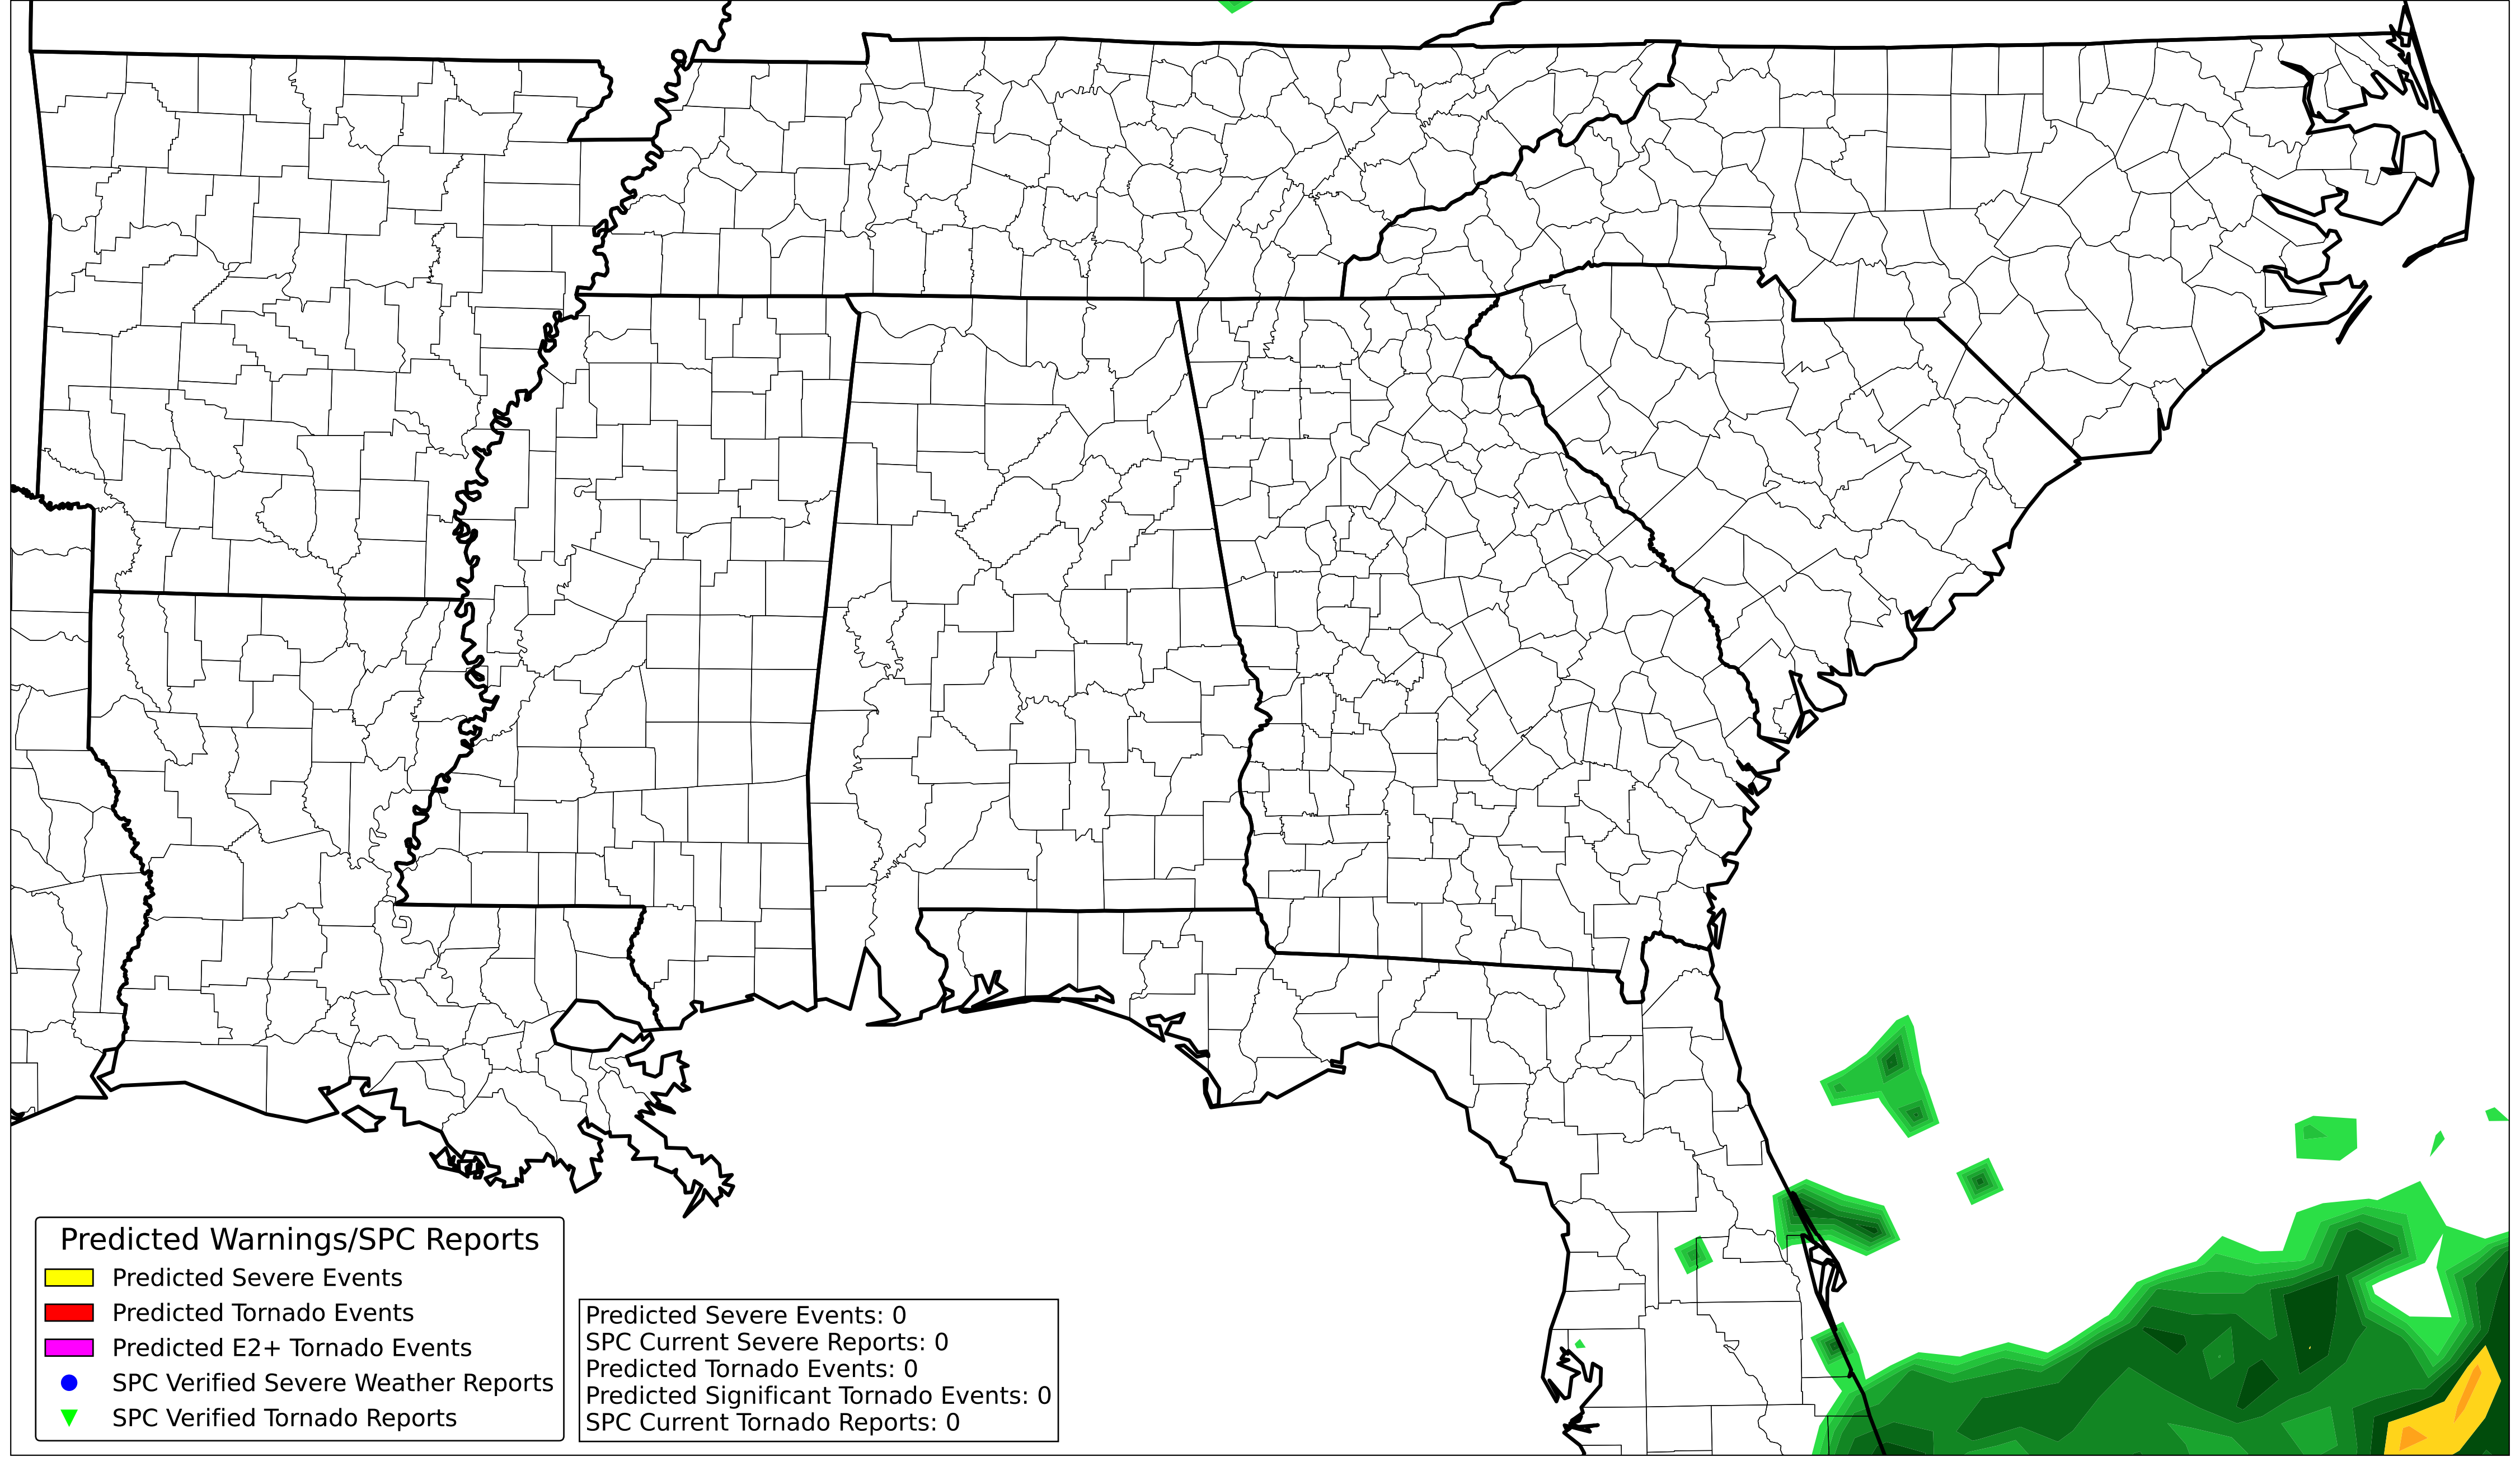 Predicted Warnings/SPC Reports
Predicted Severe Events
Predicted Tornado Events
Predicted E2+ Tornado Events
SPC Verified Severe Weather Reports
SPC Verified Tornado Reports
Predicted Severe Events: 0
SPC Current Severe Reports: 0
Predicted Tornado Events: 0
Predicted Significant Tornado Events: 0
SPC Current Tornado Reports: 0